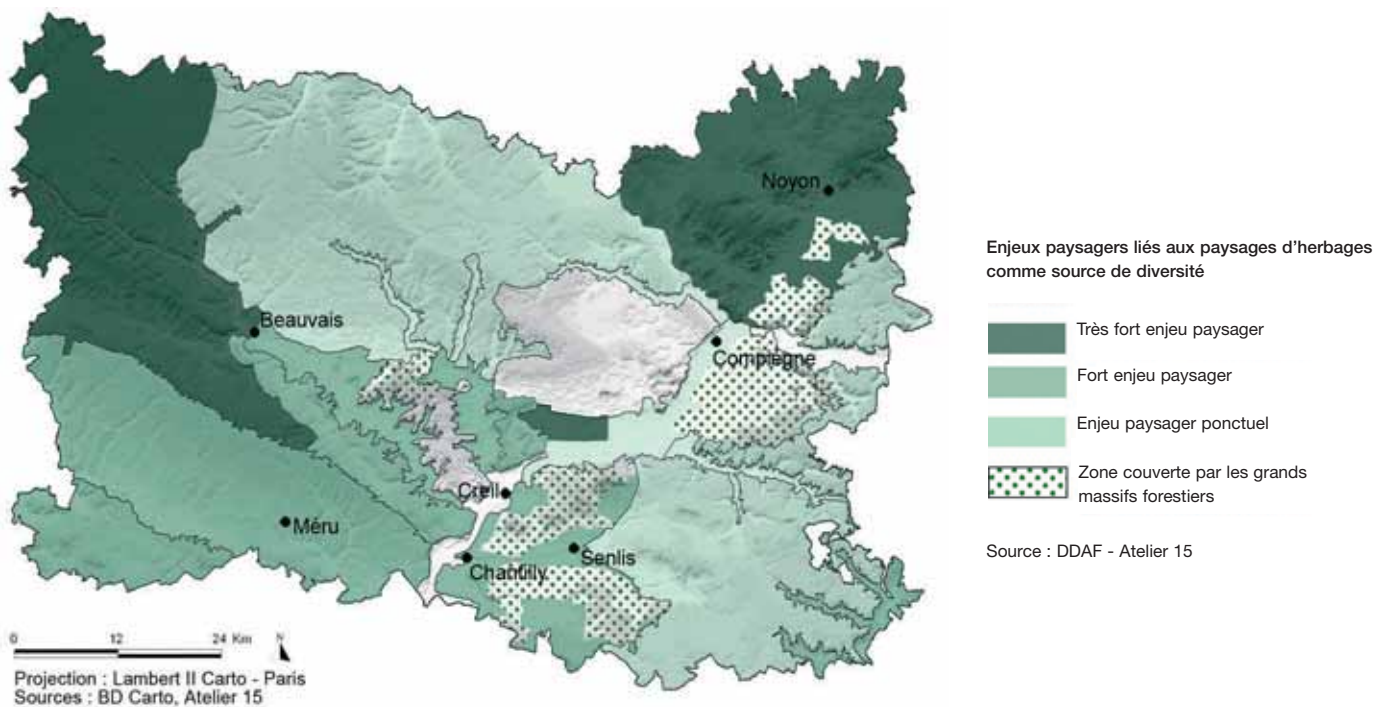 Noyon
Beauvais
Compiègne
Creil
Méru
Senlis
Chantilly
0 12 24 Km N
Projection : Lambert II Carto - Paris
Sources : BD Carto, Atelier 15
Enjeux paysagers liés aux paysages d’herbages
comme source de diversité
Très fort enjeu paysager
Fort enjeu paysager
Enjeu paysager ponctuel
Zone couverte par les grands
massifs forestiers
Source : DDAF - Atelier 15